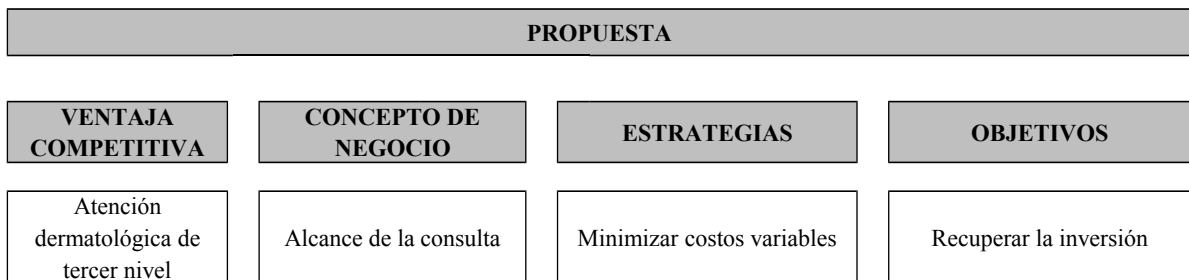 PROPUESTA
VENTAJA
COMPETITIVA
CONCEPTO DE
NEGOCIO
ESTRATEGIAS
OBJETIVOS
Atención
dermatológica de
tercer nivel
Alcance de la consulta
Minimizar costos variables
Recuperar la inversión